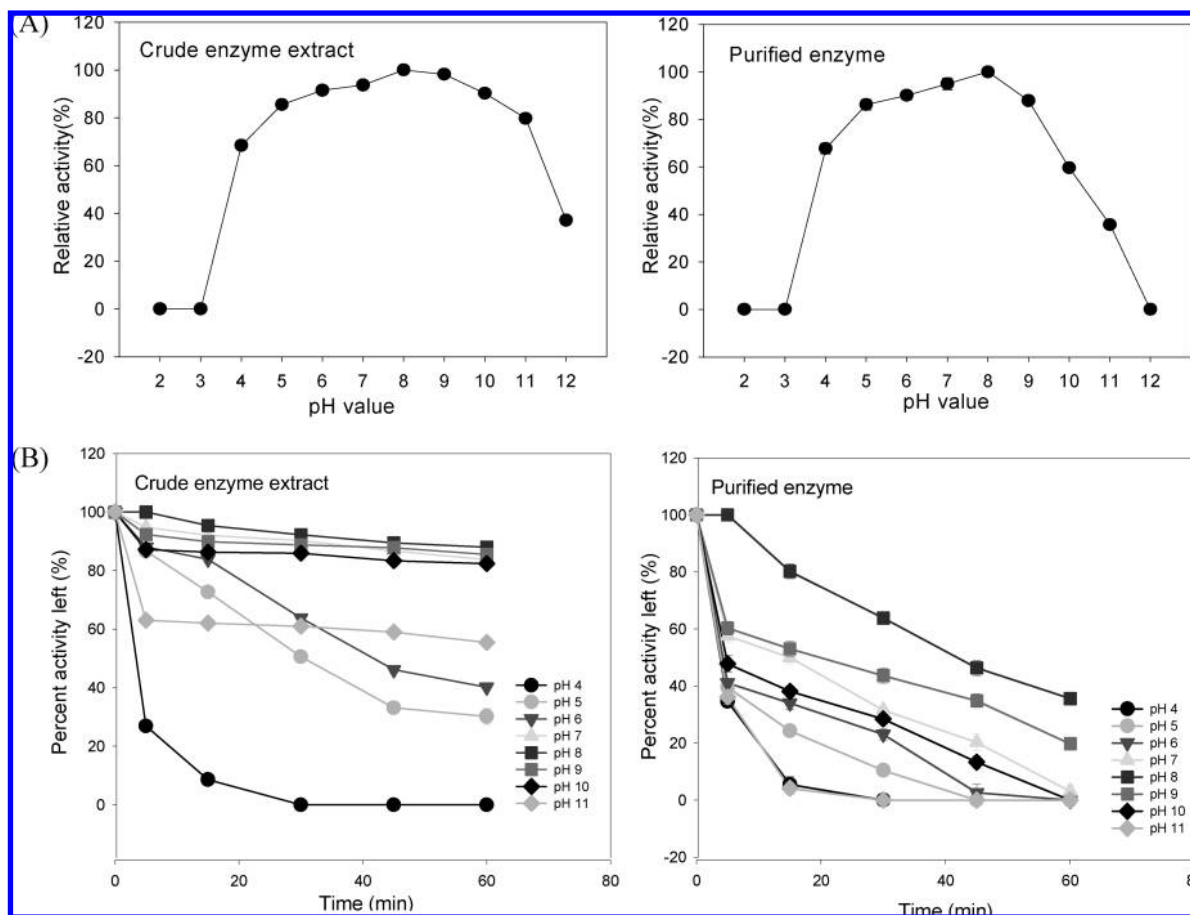 (A)
Crude enzyme extract
Relative activity(%)
120
100
80
60
40
20
0
-20
2 3 4 5 6 7 8 9 10 11 12
pH value
Purified enzyme
Relative activity(%)
120
100
80
60
40
20
0
-20
2 3 4 5 6 7 8 9 10 11 12
pH value
(B)
Crude enzyme extract
Percent activity left (%)
120
100
80
60
40
20
0
pH 4
pH 5
pH 6
pH 7
pH 8
pH 9
pH 10
pH 11
0 20 40 60 80
Time (min)
Purified enzyme
Percent activity left (%)
120
100
80
60
40
20
0
-20
pH 4
pH 5
pH 6
pH 7
pH 8
pH 9
pH 10
pH 11
0 20 40 60 8
Time (min)